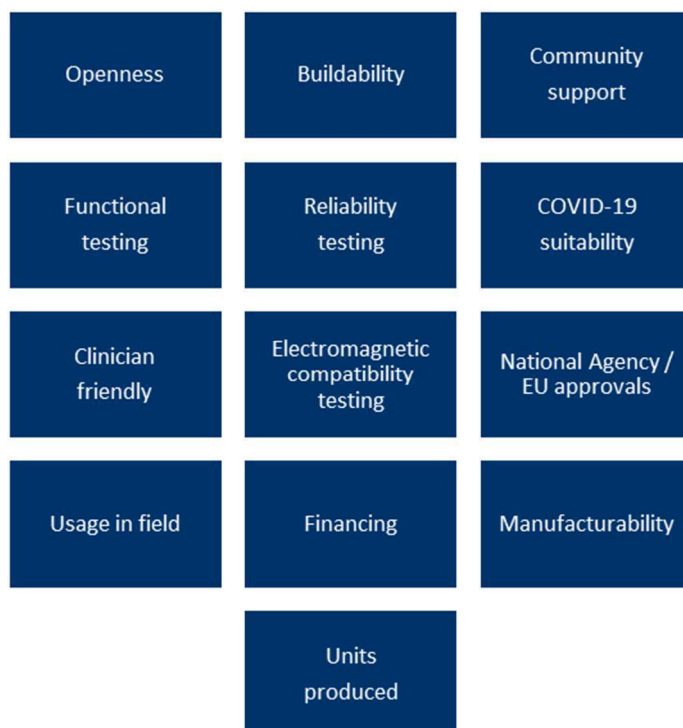 Openness
Buildability
Community
support
Functional
testing
Reliability
testing
COVID-19
suitability
Clinician
friendly
Electromagnetic
compatibility
testing
National Agency /
EU approvals
Usage in field
Financing
Manufacturability
Units
produced